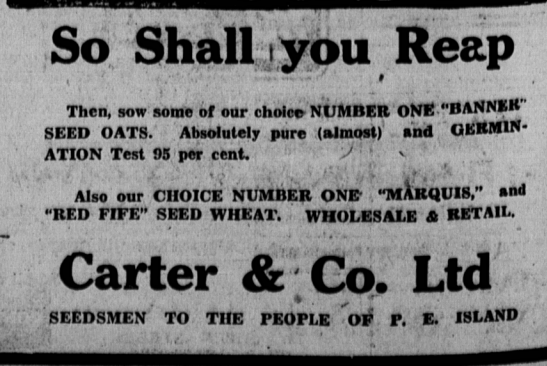 So Shall you Reap
Then, sow some of our choice NUMBER ONE "BANNER"
SEED OATS. Absolutely pure (almost) and GERMIN-
ATION Test 95 per cent.
Also our CHOICE NUMBER ONE "MARQUIS," and
"RED FIFE" SEED WHEAT. WHOLESALE & RETAIL.
Carter & Co. Ltd
SEEDSMEN TO THE PEOPLE OF P. E. ISLAND